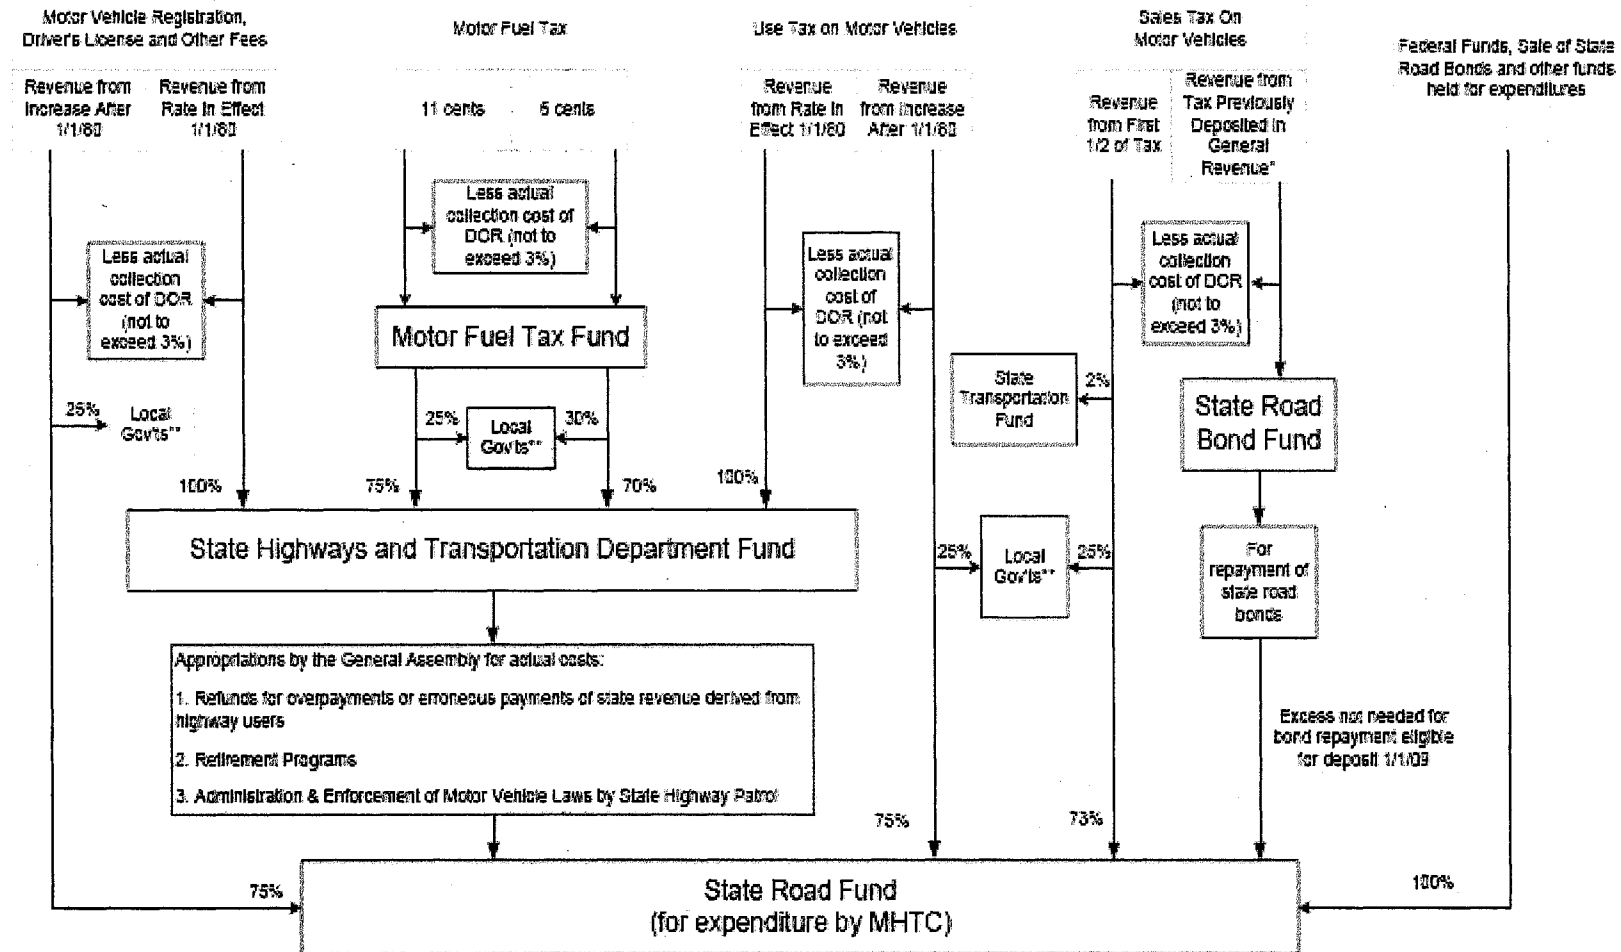 Motor Vehicle Registration,
Driver's License and Other Fees
Motor Fuel Tax
Use Tax on Motor Vehicles
Sales Tax On
Motor Vehicles
Federal Funds, Sale of State
Road Bonds and other funds
held for expenditures
Revenue from
Increase After
1/1/80
Revenue from
Rate In Effect
1/1/80
11 cents
6 cents
Revenue
from Rate In
Effect 1/1/80
Revenue
from Increase
After 1/1/80
Revenue
from First
1/2 of Tax
Revenue from
Tax Previously
Deposited in
General
Revenue*
Less actual
collection
cost of DOR
(not to
exceed 3%)
Less actual
collection cost of
DOR (not to
exceed 3%)
Less actual
collection
cost of
DOR (not
to exceed
3%)
Less actual
collection
cost of DOR
(not to
exceed 3%)
Motor Fuel Tax Fund
State
Transportation
Fund
2%
State Road
Bond Fund
25%
Local
Gov'ts**
25%
Local
Gov'ts**
30%
100%
75%
70%
100%
State Highways and Transportation Department Fund
25%
Local
Gov'ts**
25%
For
repayment of
state road
bonds
Appropriations by the General Assembly for actual costs:
1. Refunds for overpayments or erroneous payments of state revenue derived from
highway users
2. Retirement Programs
3. Administration & Enforcement of Motor Vehicle Laws by State Highway Patrol
Excess not needed for
bond repayment eligible
for deposit 1/1/09
75%
73%
75%
State Road Fund
(for expenditure by MHTC)
100%